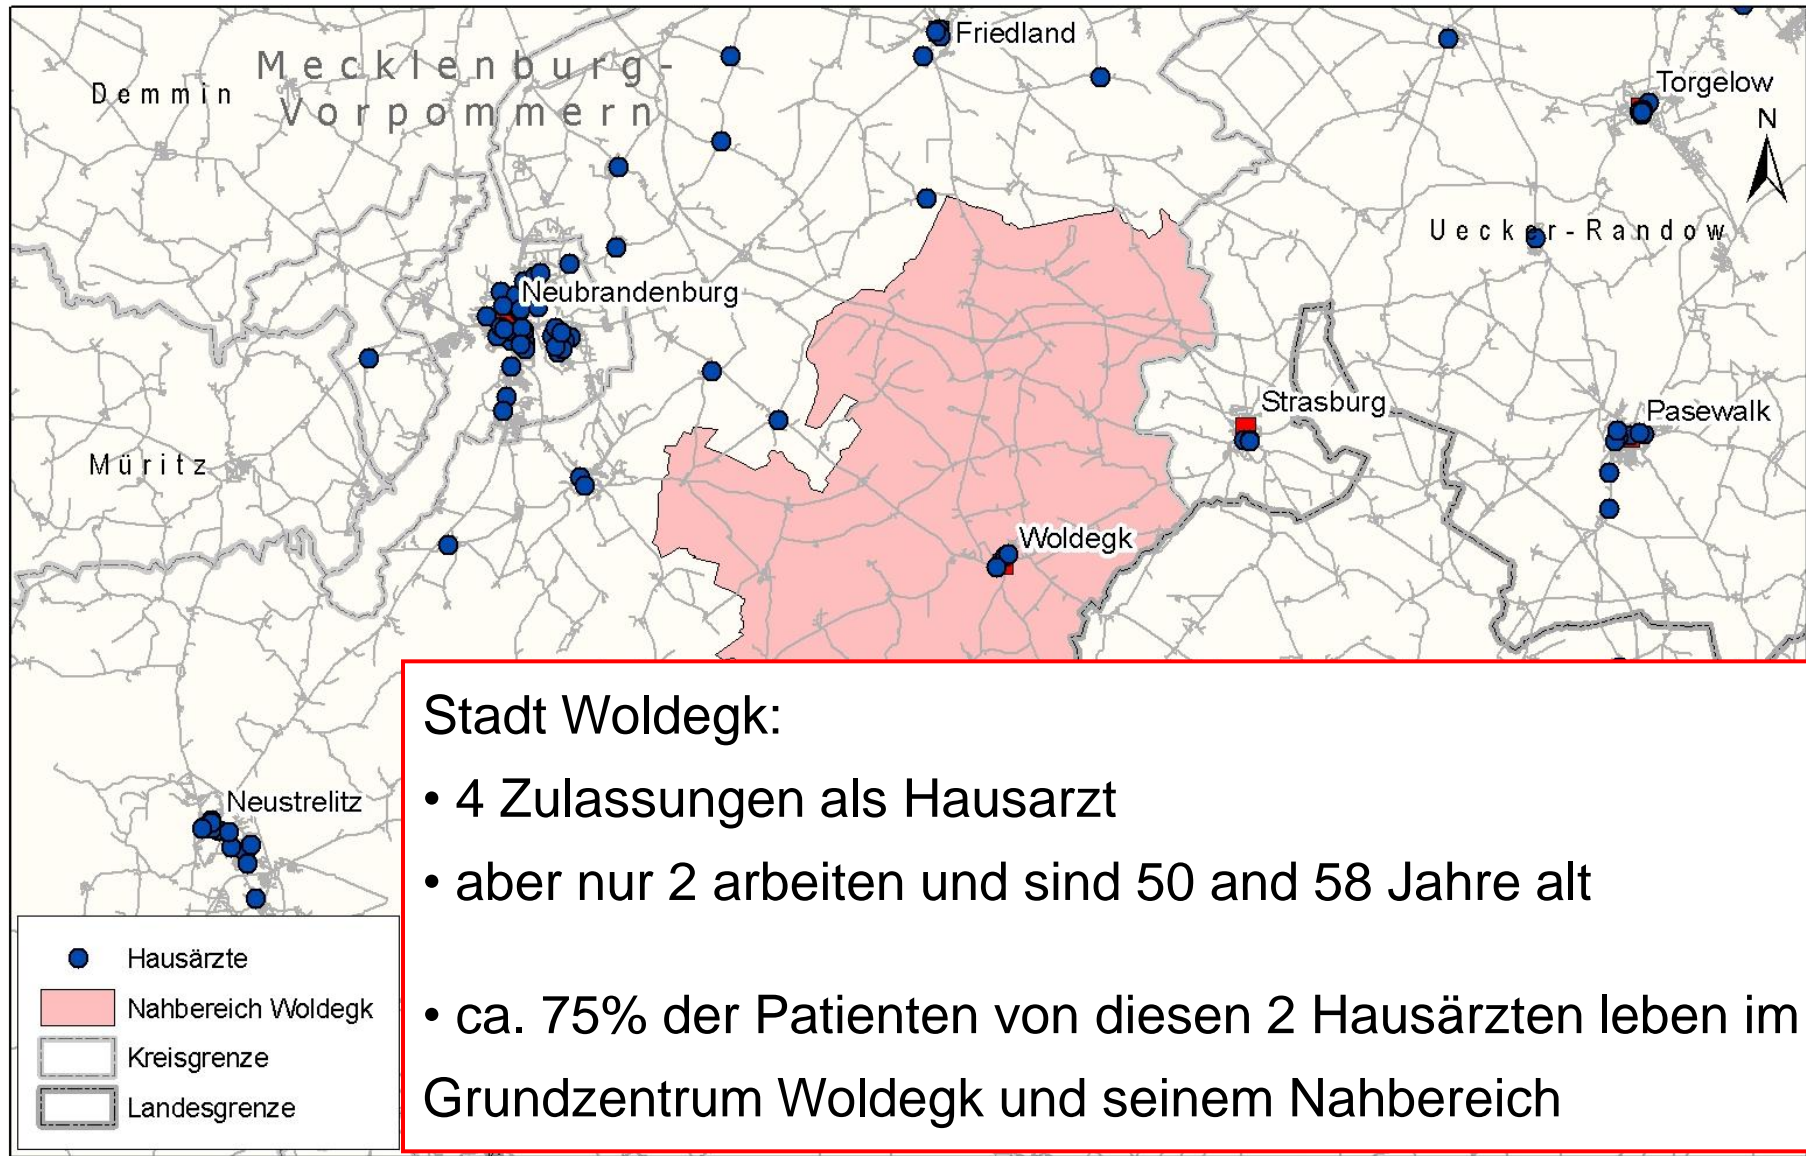 Friedland
Mecklenburg-
Vorpommern
Demmin
Torgelow
N
Uecker-Randow
Neubrandenburg
Strasburg
Pasewalk
Müritz
Woldegk
Neustrelitz
Stadt Woldegk:
• 4 Zulassungen als Hausarzt
• aber nur 2 arbeiten und sind 50 and 58 Jahre alt
• ca. 75% der Patienten von diesen 2 Hausärzten leben im
Grundzentrum Woldegk und seinem Nahbereich
Hausärzte
Nahbereich Woldegk
Kreisgrenze
Landesgrenze